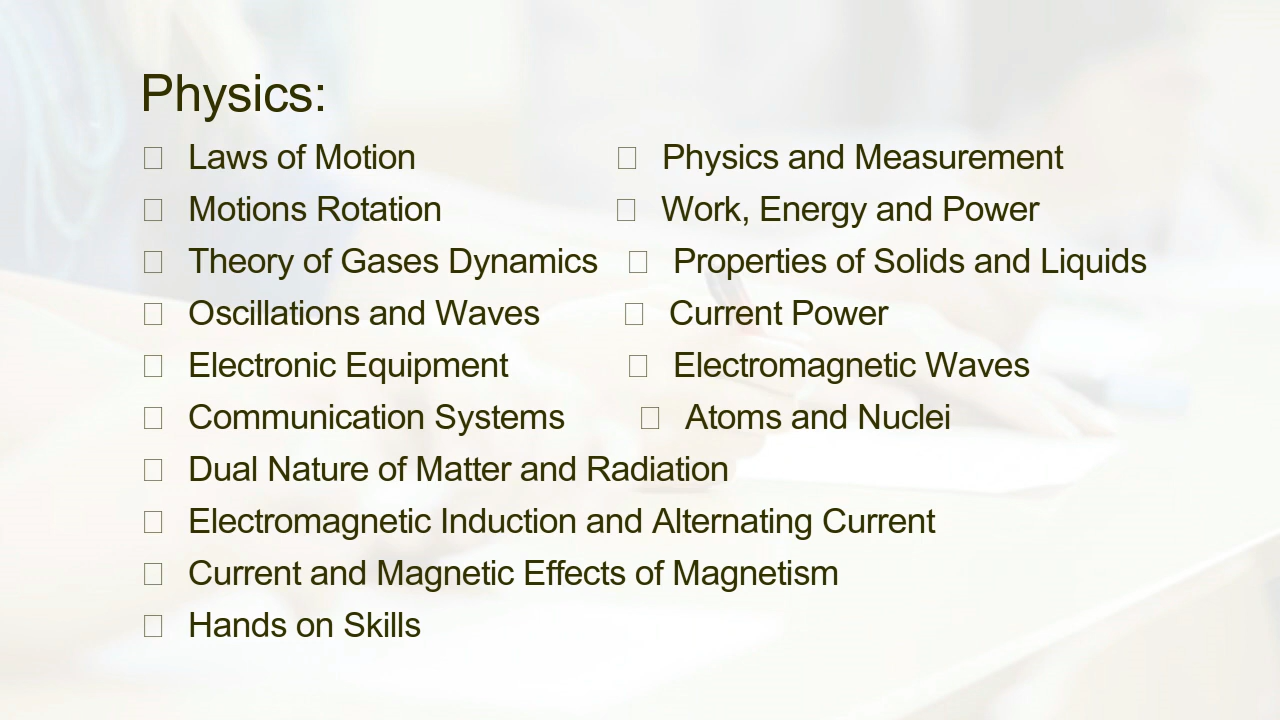 Physics:
Laws of Motion Physics and Measurement
Motions Rotation Work, Energy and Power
Theory of Gases Dynamics Properties of Solids and Liquids
Oscillations and Waves Current Power
Electronic Equipment Electromagnetic Waves
Communication Systems Atoms and Nuclei
Dual Nature of Matter and Radiation
Electromagnetic Induction and Alternating Current
Current and Magnetic Effects of Magnetism
Hands on Skills